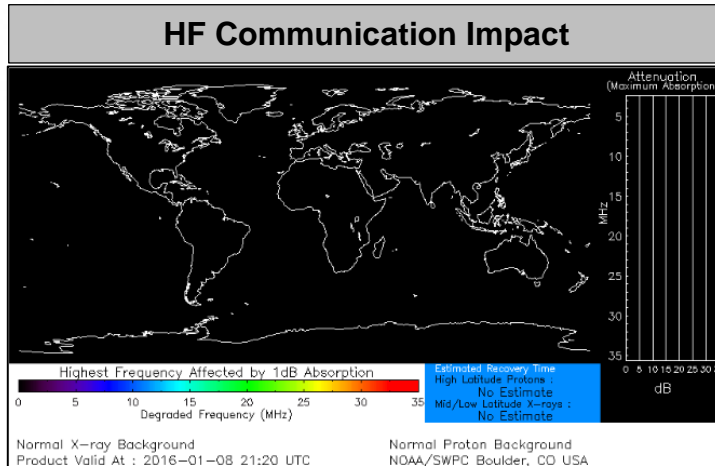 HF Communication Impact
Attenuation
(Maximum Absorption
5
10
15
20
25
30
35
MHz
0 5 10 15 20 25 30
dB
Highest Frequency Affected by 1dB Absorption
0 5 10 15 20 25 30 35
Degraded Frequency (MHz)
Estimated Recovery Time
High Latitude Protons :
No Estimate
Mid/Low Latitude X-rays :
No Estimate
Normal X-ray Background
Product Valid At : 2016-01-08 21:20 UTC
Normal Proton Background
NOAA/SWPC Boulder, CO USA